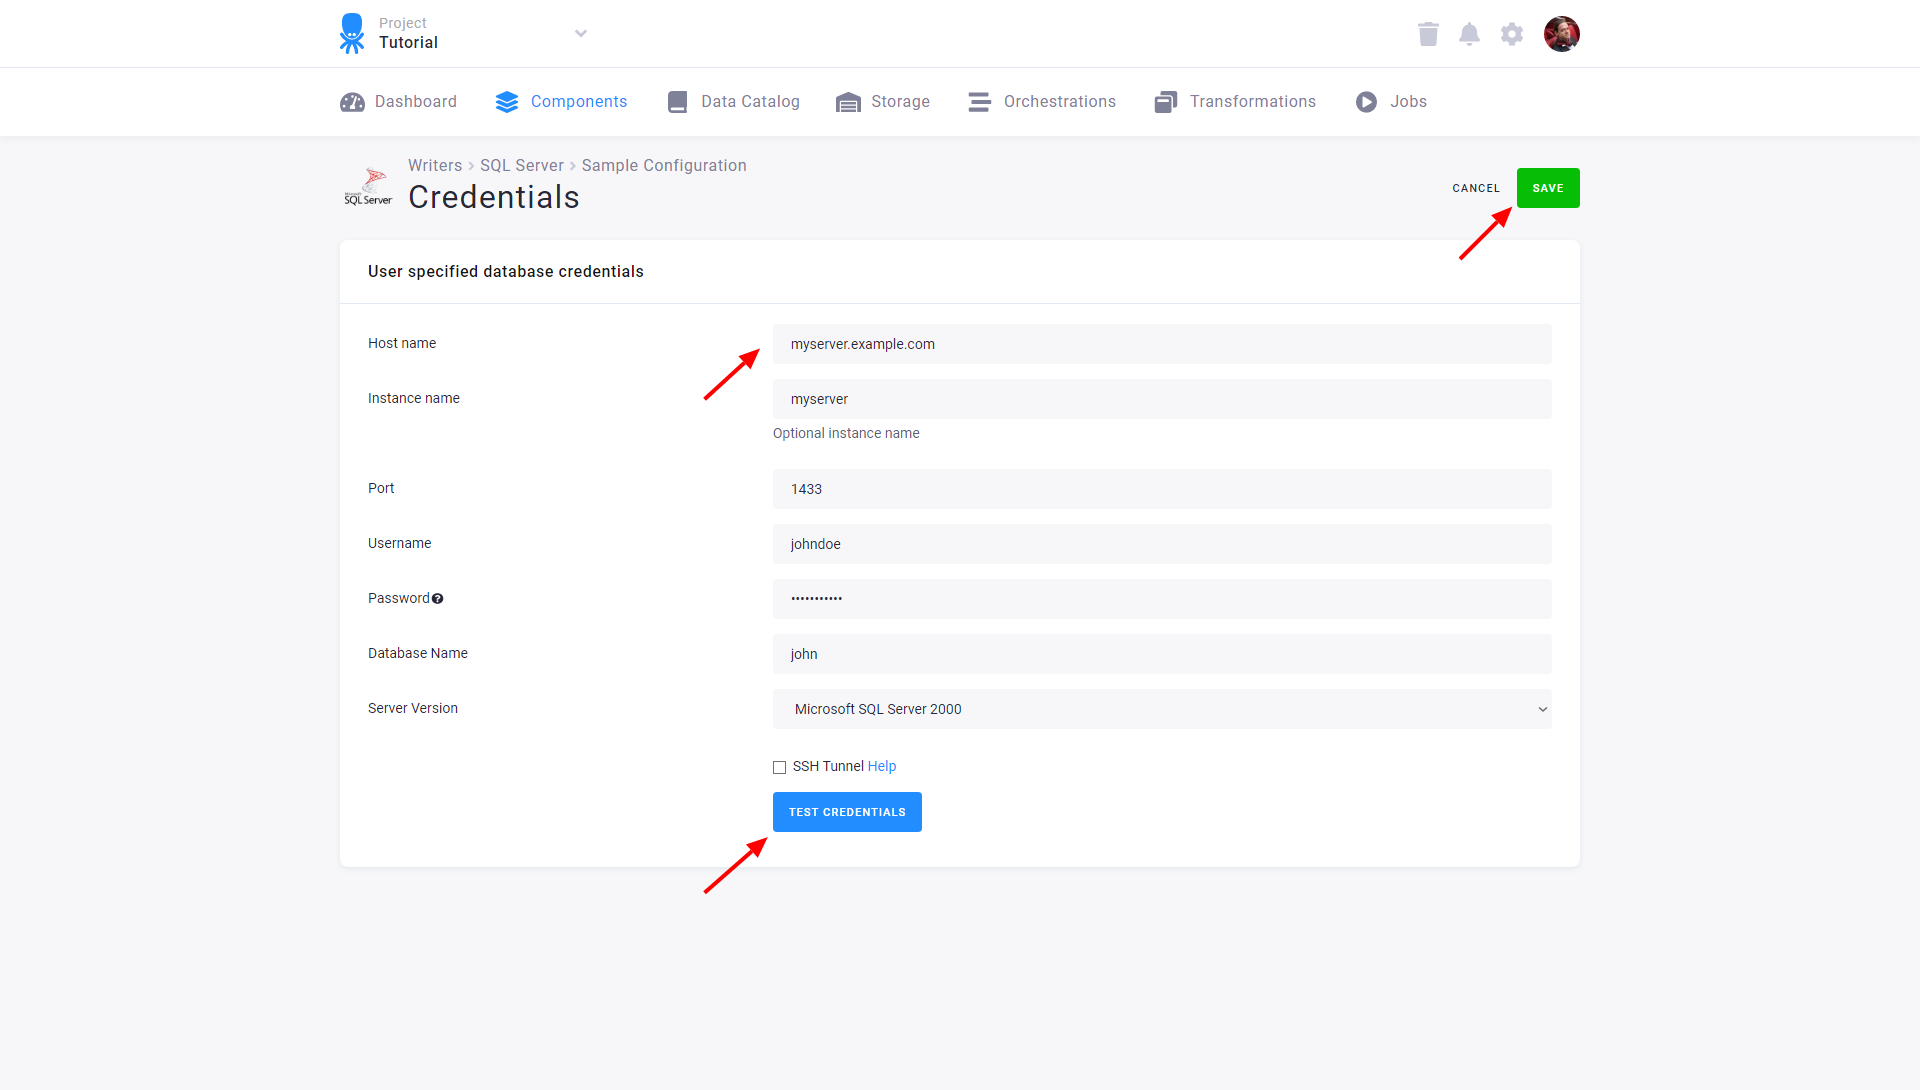 Project
Tutorial
Dashboard Components Data Catalog Storage Orchestrations Transformations Jobs
Writers > SQL Server > Sample Configuration
Microsoft
SQL Server
Credentials
CANCEL SAVE
User specified database credentials
Host name myserver.example.com
Instance name myserver
Optional instance name
Port 1433
Username johndoe
Password ? •••••••••••
Database Name john
Server Version Microsoft SQL Server 2000
SSH Tunnel Help
TEST CREDENTIALS